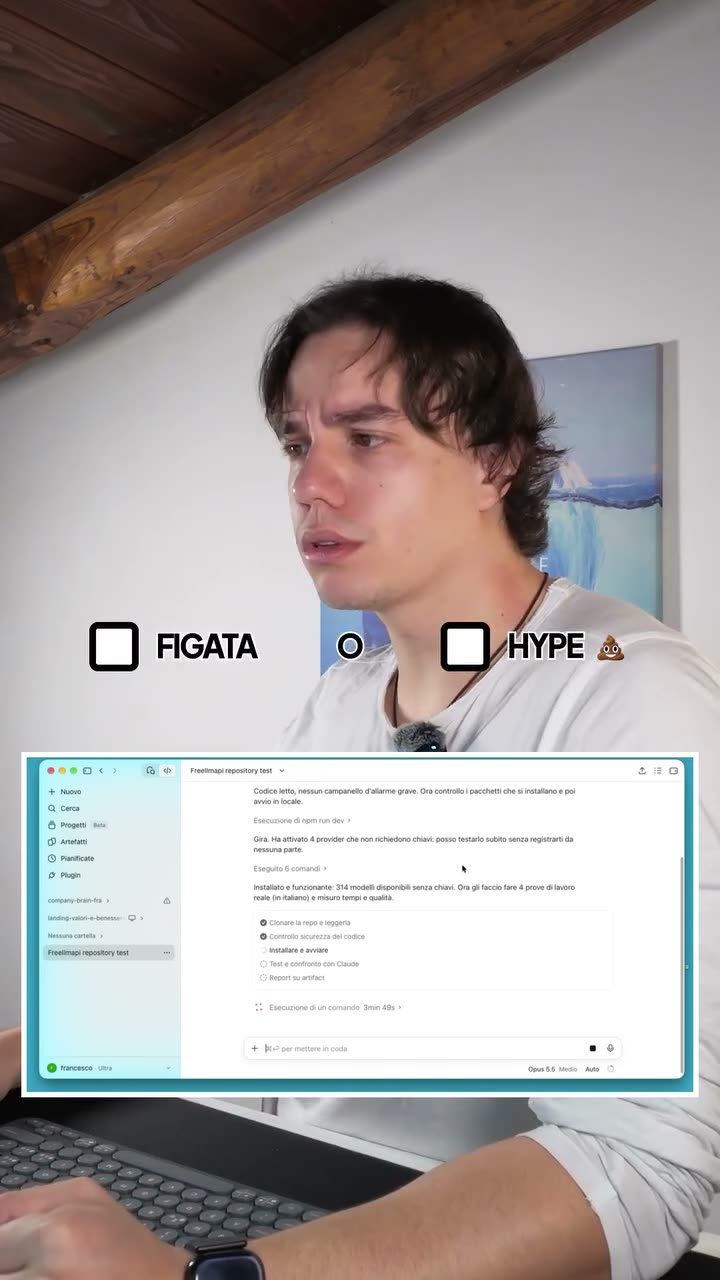 E
FIGATA O HYPE 💩
Freellmapi repository test
Nuovo
Cerca
Progetti Beta
Artefatti
Pianificate
Plugin
company-brain-fra
landing-valori-e-benesse
Nessuna cartella
Freellmapi repository test
francesco · Ultra
Codice letto, nessun campanello d'allarme grave. Ora controllo i pacchetti che si installano e poi
avvio in locale.
Esecuzione di npm run dev
Gira. Ha attivato 4 provider che non richiedono chiavi: posso testarlo subito senza registrarti da
nessuna parte.
Eseguito 6 comandi
Installato e funzionante: 314 modelli disponibili senza chiavi. Ora gli faccio fare 4 prove di lavoro
reale (in italiano) e misuro tempi e qualità.
Clonare la repo e leggerla
Controllo sicurezza del codice
Installare e avviare
Test e confronto con Claude
Report su artifact
Esecuzione di un comando 3min 49s
⌘⏎ per mettere in coda
Opus 5.5 Medio Auto